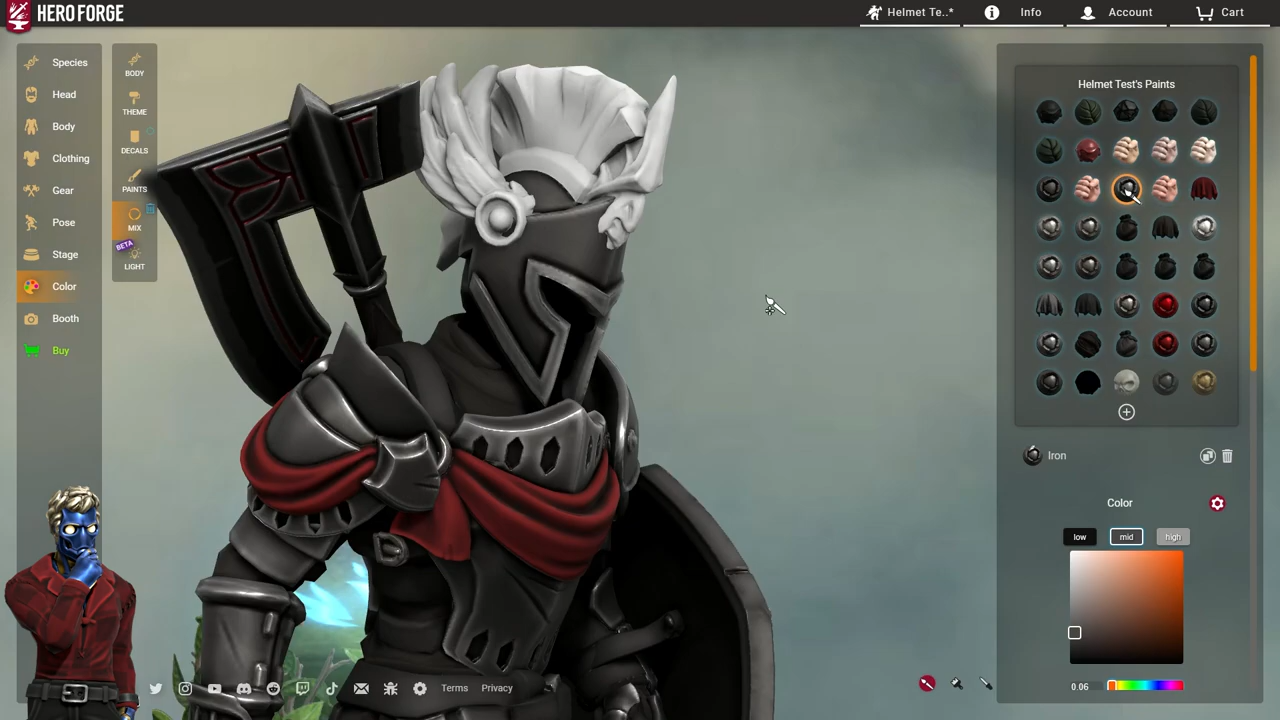 HERO FORGE
Helmet Te..*
Info
Account
Cart
Species
Head
Body
Clothing
Gear
Pose
Stage
Color
Booth
Buy
BODY
THEME
DECALS
PAINTS
MIX
BETA
LIGHT
Helmet Test's Paints
Iron
Color
low
mid
high
0.06
Terms
Privacy